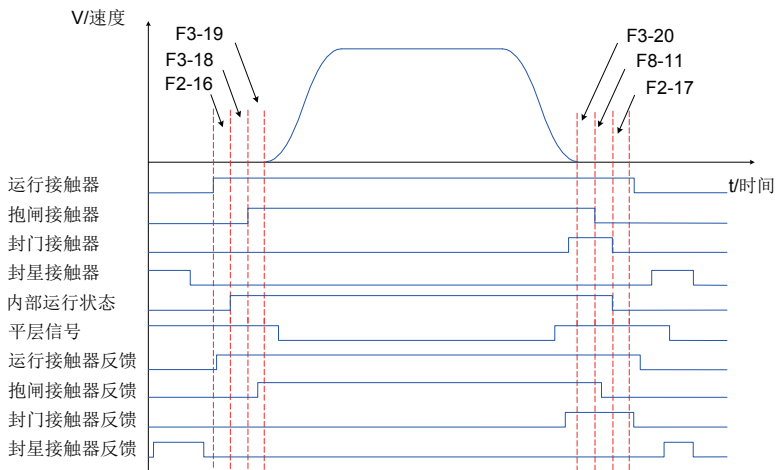 V/速度
F3-19
F3-18
F2-16
F3-20
F8-11
F2-17
t/时间
运行接触器
抱闸接触器
封门接触器
封星接触器
内部运行状态
平层信号
运行接触器反馈
抱闸接触器反馈
封门接触器反馈
封星接触器反馈